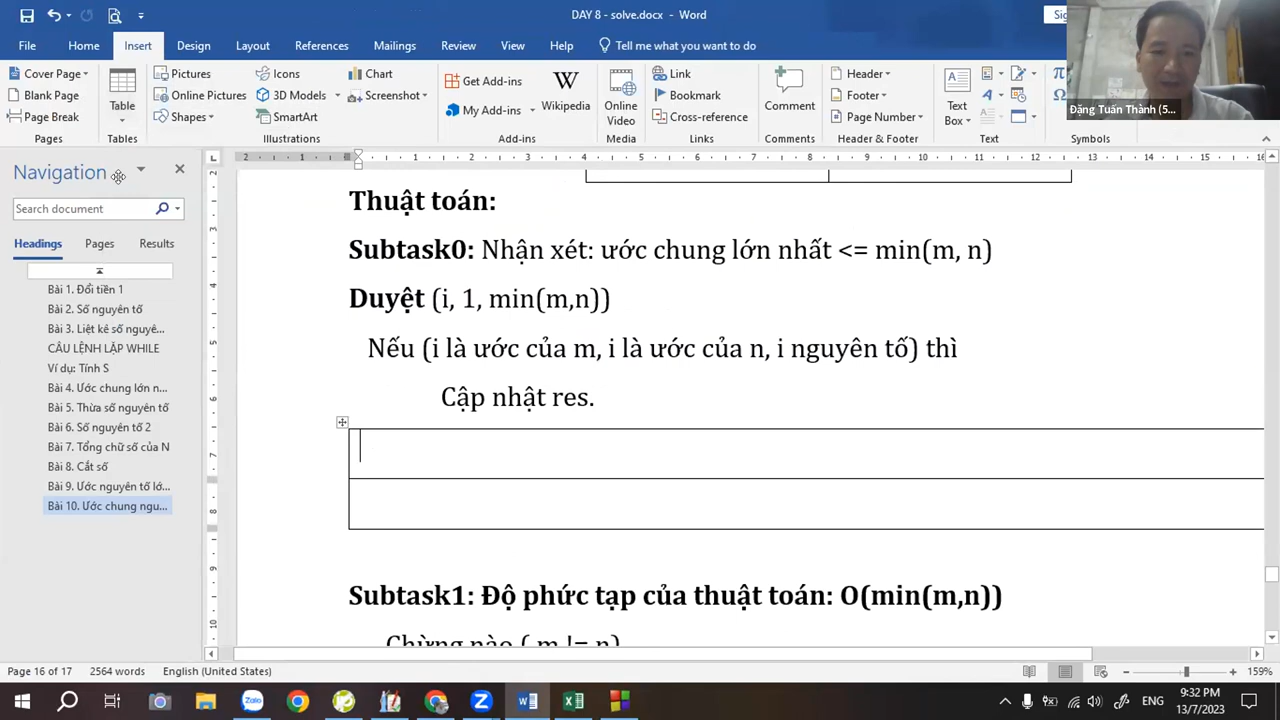 DAY 8 - solve.docx - Word
File Home Insert Design Layout References Mailings Review View Help Tell me what you want to do
Cover Page
Blank Page
Page Break
Pages
Table
Tables
Pictures
Online Pictures
Shapes
Icons
3D Models
SmartArt
Chart
Screenshot
Illustrations
Get Add-ins
My Add-ins
Wikipedia
Add-ins
Online Video
Media
Link
Bookmark
Cross-reference
Links
Comment
Comments
Header
Footer
Page Number
Header & Footer
Text Box
Text
Symbols
Đặng Tuấn Thành (5...
Navigation
Search document
Headings Pages Results
Bài 1. Đổi tiền 1
Bài 2. Số nguyên tố
Bài 3. Liệt kê số nguyê...
CÂU LỆNH LẶP WHILE
Ví dụ: Tính S
Bài 4. Ước chung lớn n...
Bài 5. Thừa số nguyên tố
Bài 6. Số nguyên tố 2
Bài 7. Tổng chữ số của N
Bài 8. Cắt số
Bài 9. Ước nguyên tố lớ...
Bài 10. Ước chung ngu...
Thuật toán:
Subtask0: Nhận xét: ước chung lớn nhất <= min(m, n)
Duyệt (i, 1, min(m,n))
Nếu (i là ước của m, i là ước của n, i nguyên tố) thì
Cập nhật res.
Subtask1: Độ phức tạp của thuật toán: O(min(m,n))
Chừng nào ( m != n)
Page 16 of 17 2564 words English (United States) 159%
ENG
9:32 PM
13/7/2023